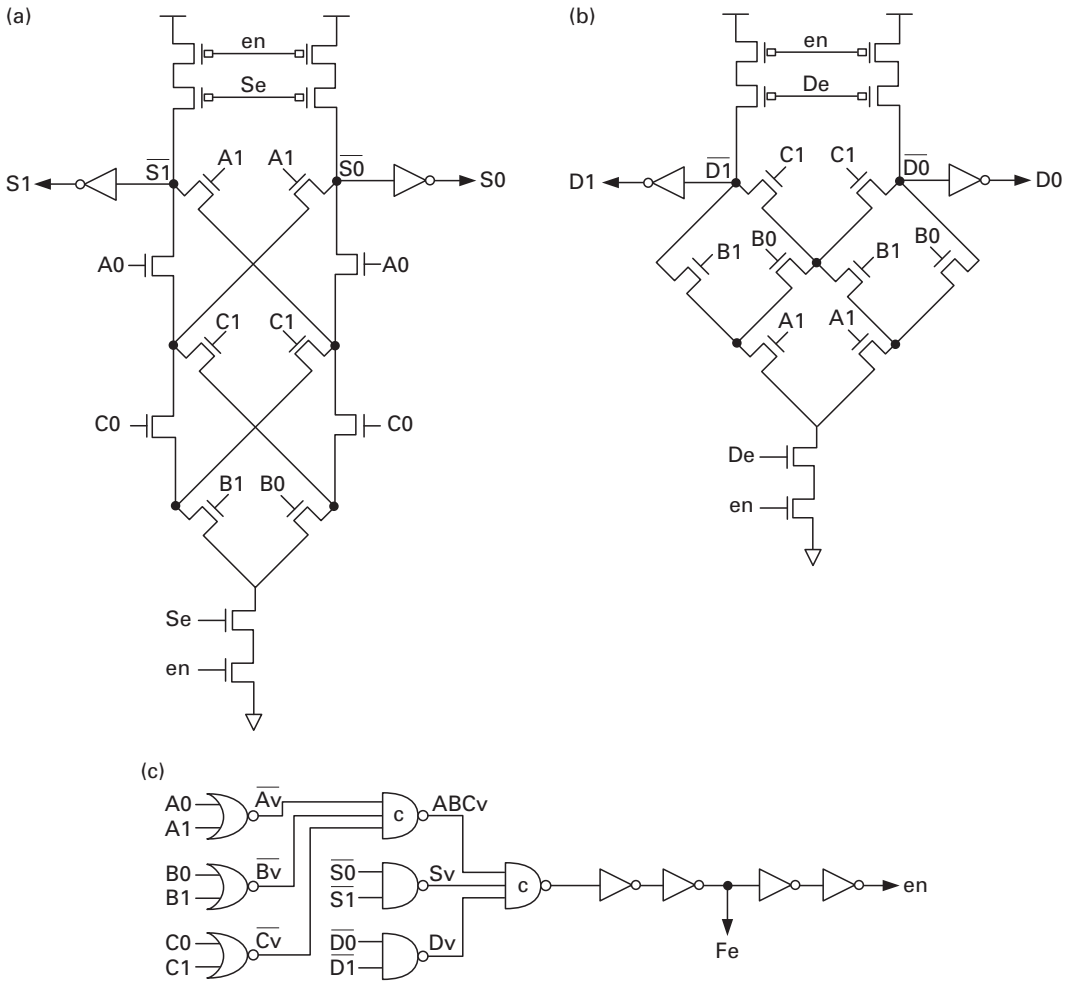 (a)
en
Se
A1 A1
S1 S̅1̅ S̅0̅ S0
A0 A0
C1 C1
C0 C0
B1 B0
Se
en
(b)
en
De
C1 C1
D1 D̅1̅ D̅0̅ D0
B1 B0 B1 B0
A1 A1
De
en
(c)
A0 A̅v̅
A1
c ABCv
B0 B̅v̅
B1
S̅0̅ Sv
S̅1̅
c en
Fe
C0 C̅v̅
C1
D̅0̅ Dv
D̅1̅